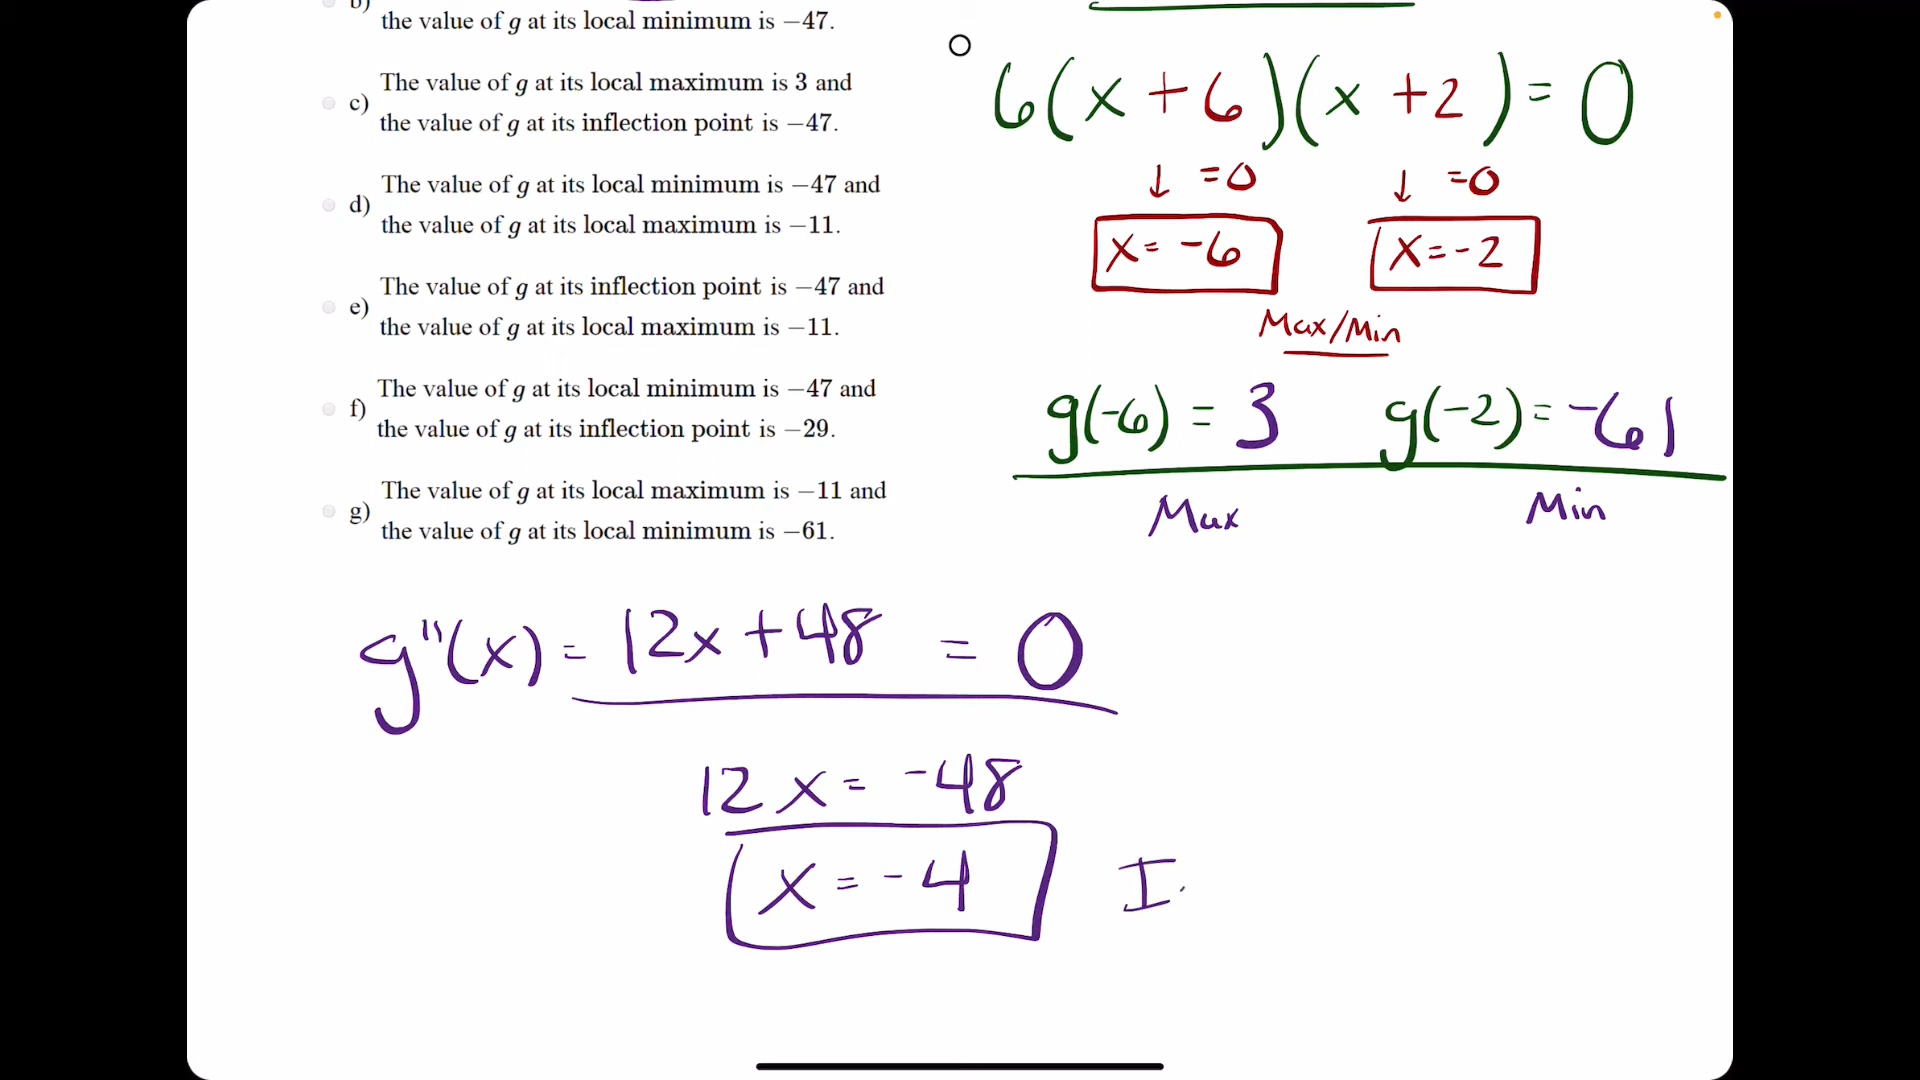 b)
the value of g at its local minimum is −47.
c) The value of g at its local maximum is 3 and
the value of g at its inflection point is −47.
d) The value of g at its local minimum is −47 and
the value of g at its local maximum is −11.
e) The value of g at its inflection point is −47 and
the value of g at its local maximum is −11.
f) The value of g at its local minimum is −47 and
the value of g at its inflection point is −29.
g) The value of g at its local maximum is −11 and
the value of g at its local minimum is −61.
6(x+6)(x+2)=0
↓ =0 ↓ =0
x=-6 x=-2
Max/Min
g(-6)=3 g(-2)=-61
Max Min
g"(x)=12x+48 = 0
12x=-48
x=-4 I